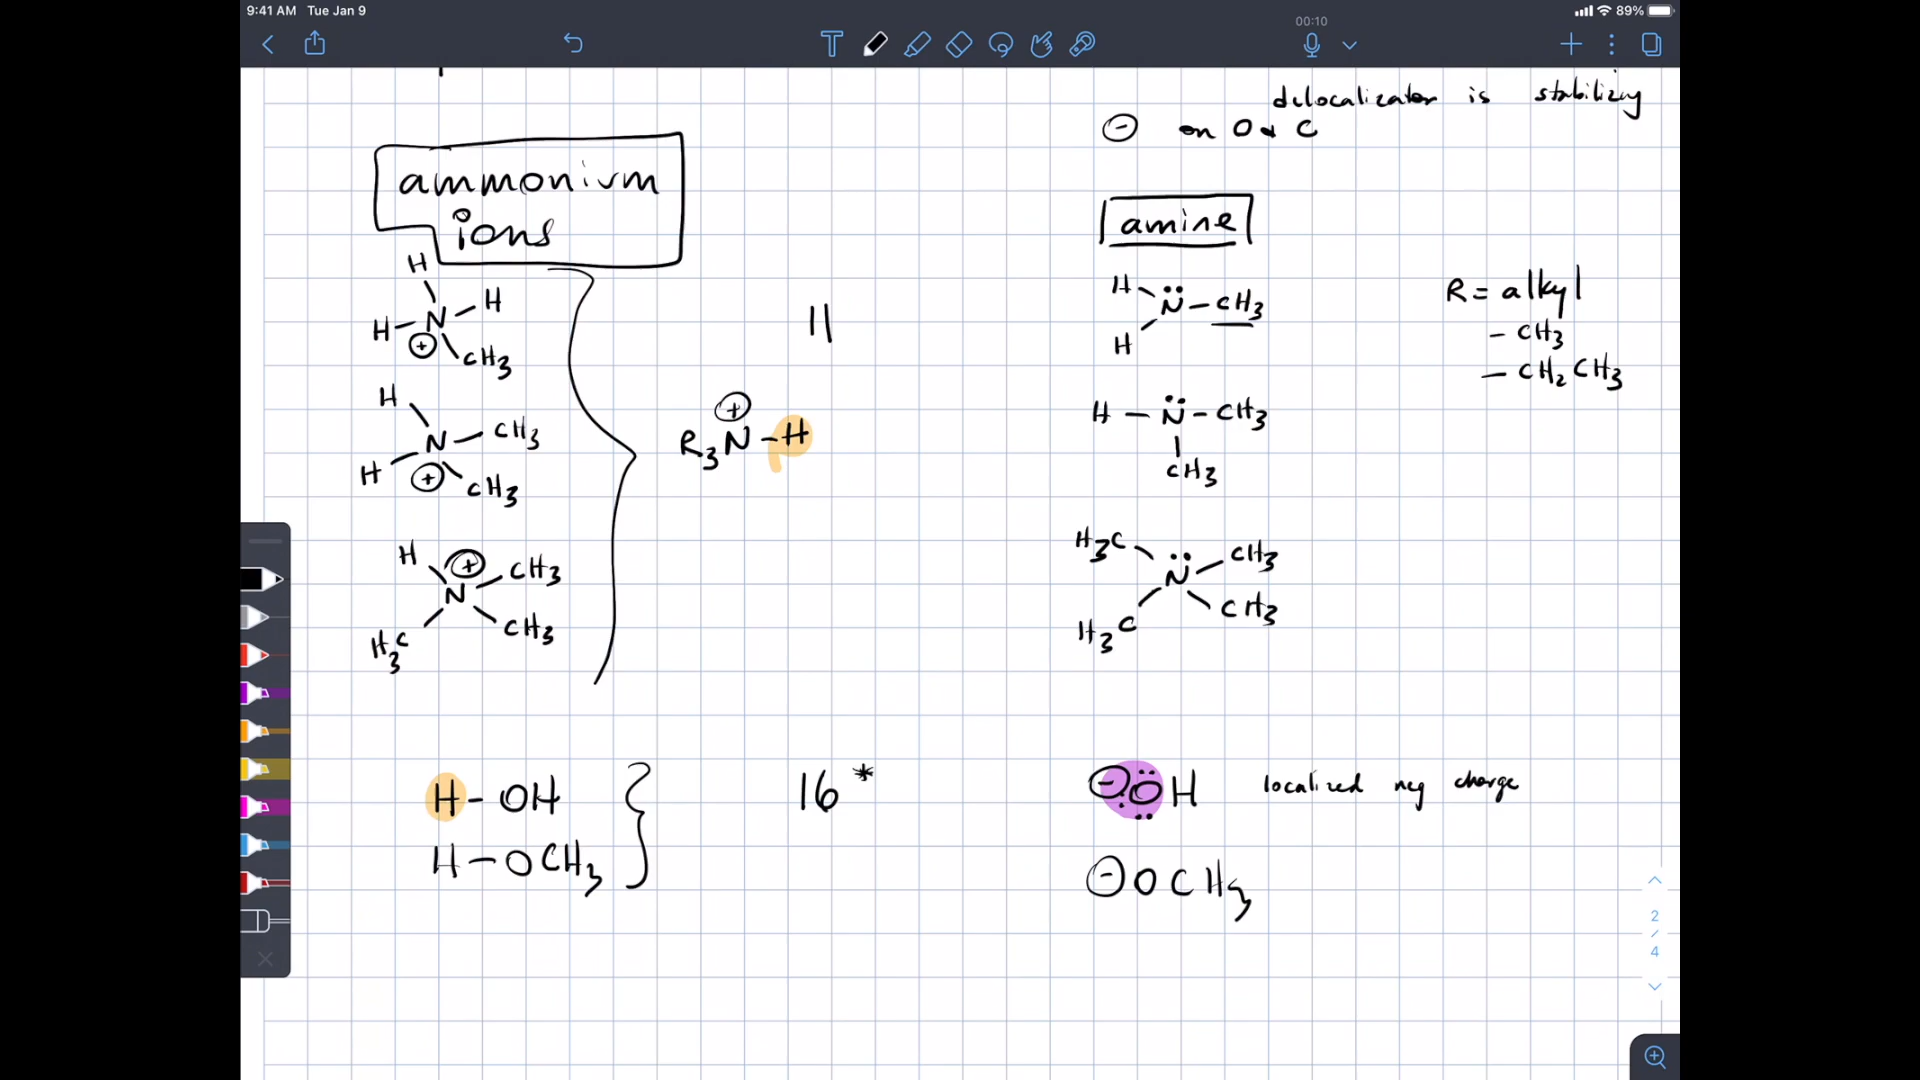 9:41 AM Tue Jan 9
89%
00:10
delocalization is stabilizing
⊖ on O & C
ammonium
ions
amine
H
H N H
⊕ CH3
H
N CH3
H ⊕ CH3
H ⊕ CH3
N
H3C CH3
11
⊕
R3N-H
H
N̈ - CH3
H
H - N̈ - CH3
CH3
H3C N̈ CH3
H3C CH3
R = alkyl
- CH3
- CH2CH3
H - OH
H - OCH3
16*
⊖ OH localized neg charge
⊖ OCH3
2
/
4